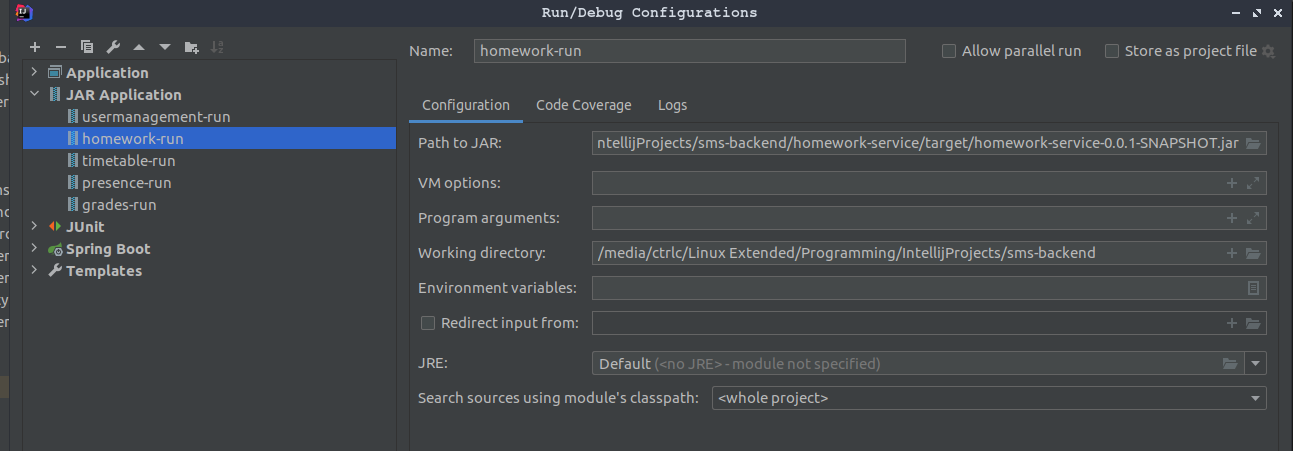 Run/Debug Configurations
Name: homework-run
Allow parallel run
Store as project file
Application
JAR Application
usermanagement-run
homework-run
timetable-run
presence-run
grades-run
JUnit
Spring Boot
Templates
Configuration Code Coverage Logs
Path to JAR: ntellijProjects/sms-backend/homework-service/target/homework-service-0.0.1-SNAPSHOT.jar
VM options:
Program arguments:
Working directory: /media/ctrlc/Linux Extended/Programming/IntellijProjects/sms-backend
Environment variables:
Redirect input from:
JRE: Default (<no JRE> - module not specified)
Search sources using module's classpath: <whole project>